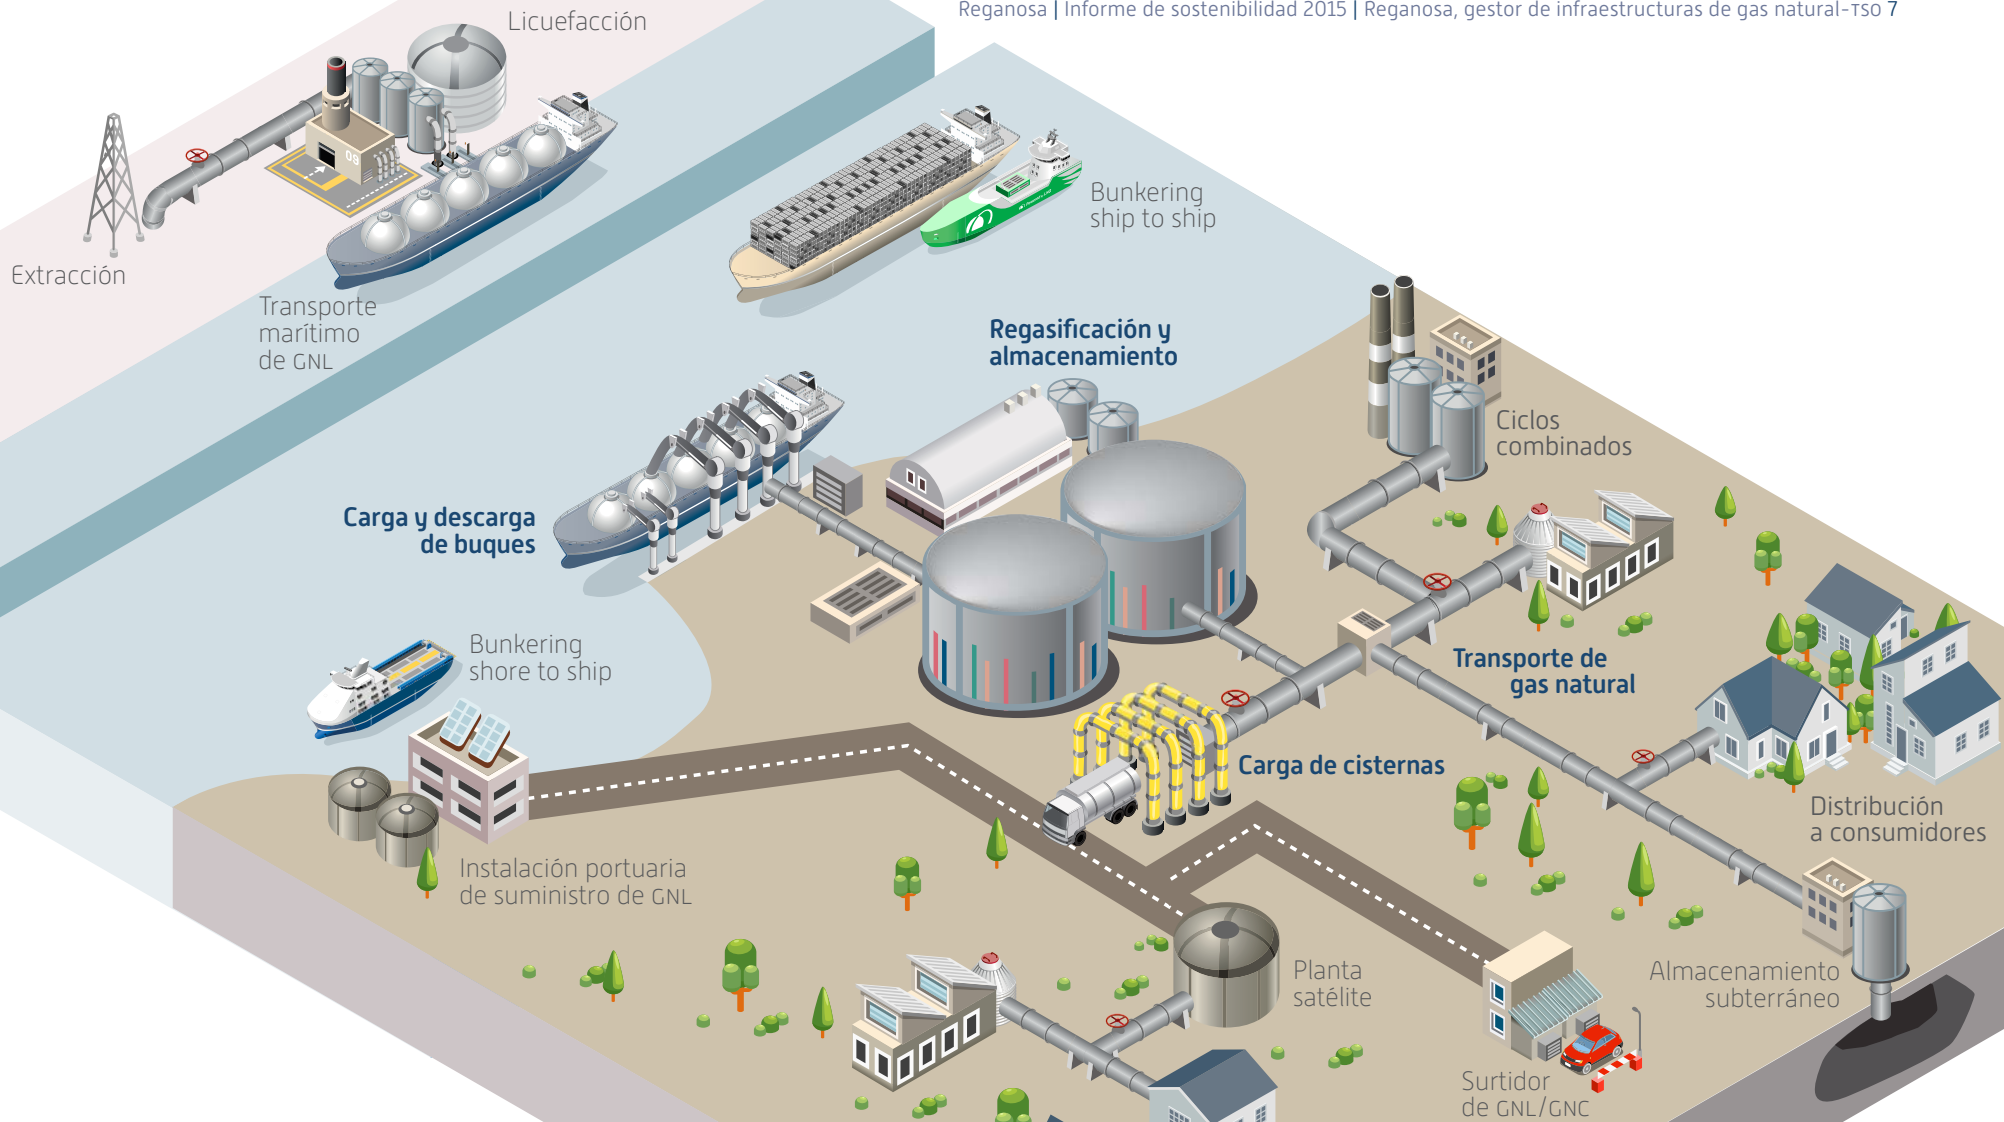 Reganosa | Informe de sostenibilidad 2015 | Reganosa, gestor de infraestructuras de gas natural-TSO 7
Licuefacción
Extracción
Transporte
marítimo
de GNL
Bunkering
ship to ship
Regasificación y
almacenamiento
Ciclos
combinados
Carga y descarga
de buques
Bunkering
shore to ship
Transporte de
gas natural
Carga de cisternas
Distribución
a consumidores
Instalación portuaria
de suministro de GNL
Planta
satélite
Almacenamiento
subterráneo
Surtidor
de GNL/GNC
09